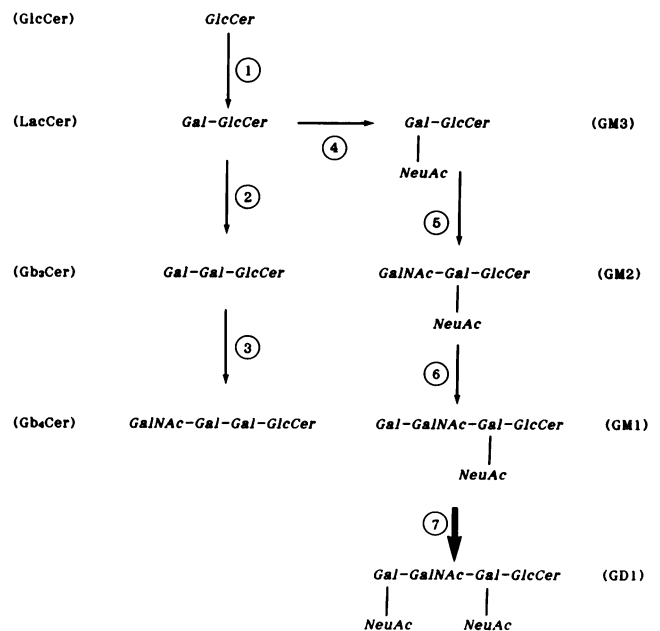 (GlcCer) GlcCer
1
(LacCer) Gal-GlcCer Gal-GlcCer (GM3)
4
NeuAc
2
5
(Gb₃Cer) Gal-Gal-GlcCer GalNAc-Gal-GlcCer (GM2)
NeuAc
3
6
(Gb₄Cer) GalNAc-Gal-Gal-GlcCer Gal-GalNAc-Gal-GlcCer (GM1)
NeuAc
7
Gal-GalNAc-Gal-GlcCer (GD1)
NeuAc NeuAc